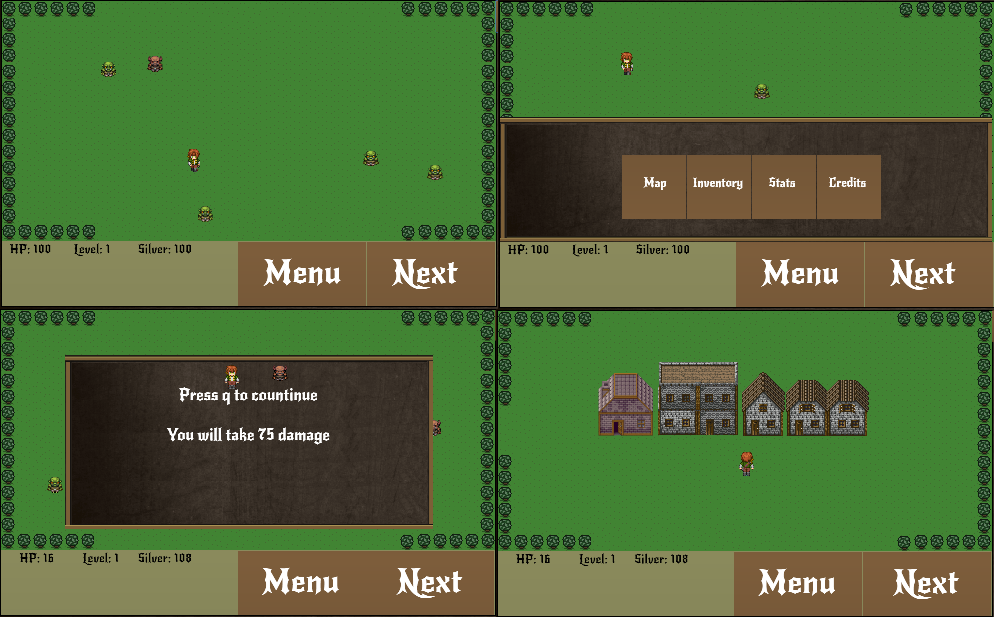 HP: 100 Level: 1 Silver: 100
Menu Next
Map Inventory Stats Credits
HP: 100 Level: 1 Silver: 100
Menu Next
Press q to countinue
You will take 75 damage
HP: 16 Level: 1 Silver: 108
Menu Next
HP: 16 Level: 1 Silver: 108
Menu Next